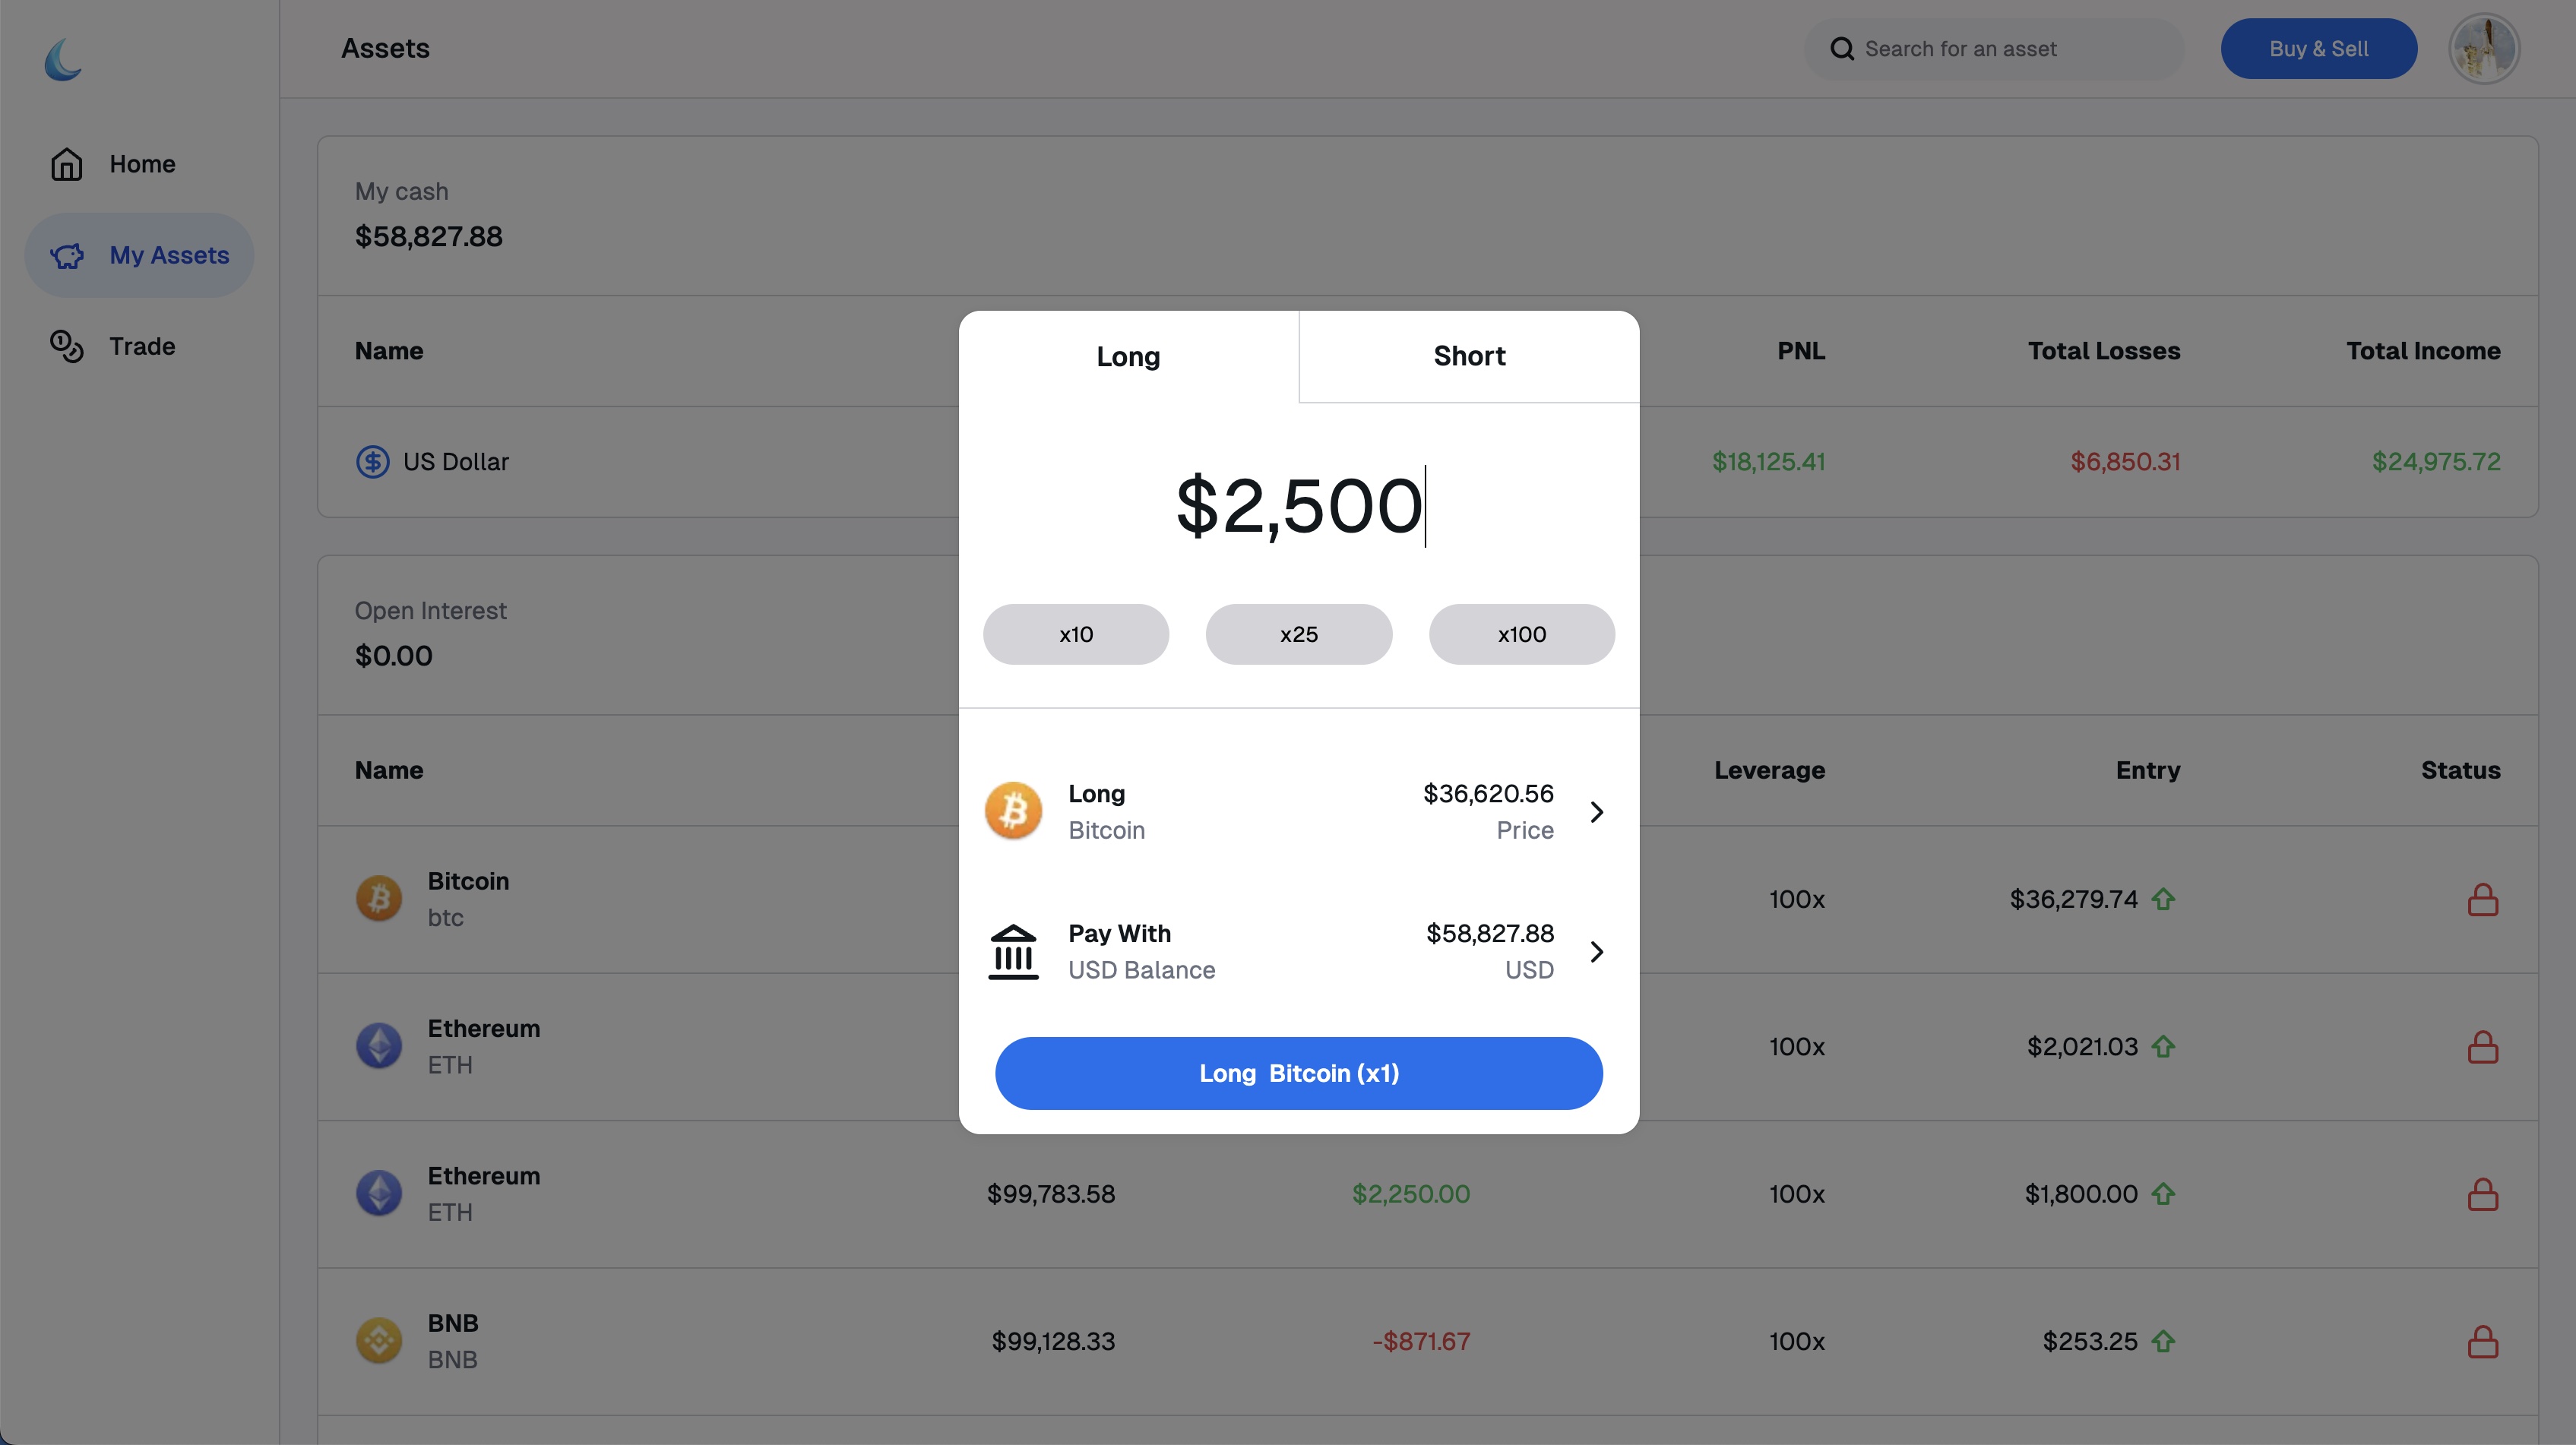 Assets
Search for an asset
Buy & Sell
Home
My Assets
Trade
My cash
$58,827.88
Name PNL Total Losses Total Income
US Dollar $18,125.41 $6,850.31 $24,975.72
Open Interest
$0.00
Name Leverage Entry Status
Bitcoin
btc
100x $36,279.74
Ethereum
ETH
100x $2,021.03
Ethereum
ETH
$99,783.58 $2,250.00 100x $1,800.00
BNB
BNB
$99,128.33 -$871.67 100x $253.25
Long Short
$2,500
x10 x25 x100
Long $36,620.56
Bitcoin Price
Pay With $58,827.88
USD Balance USD
Long Bitcoin (x1)